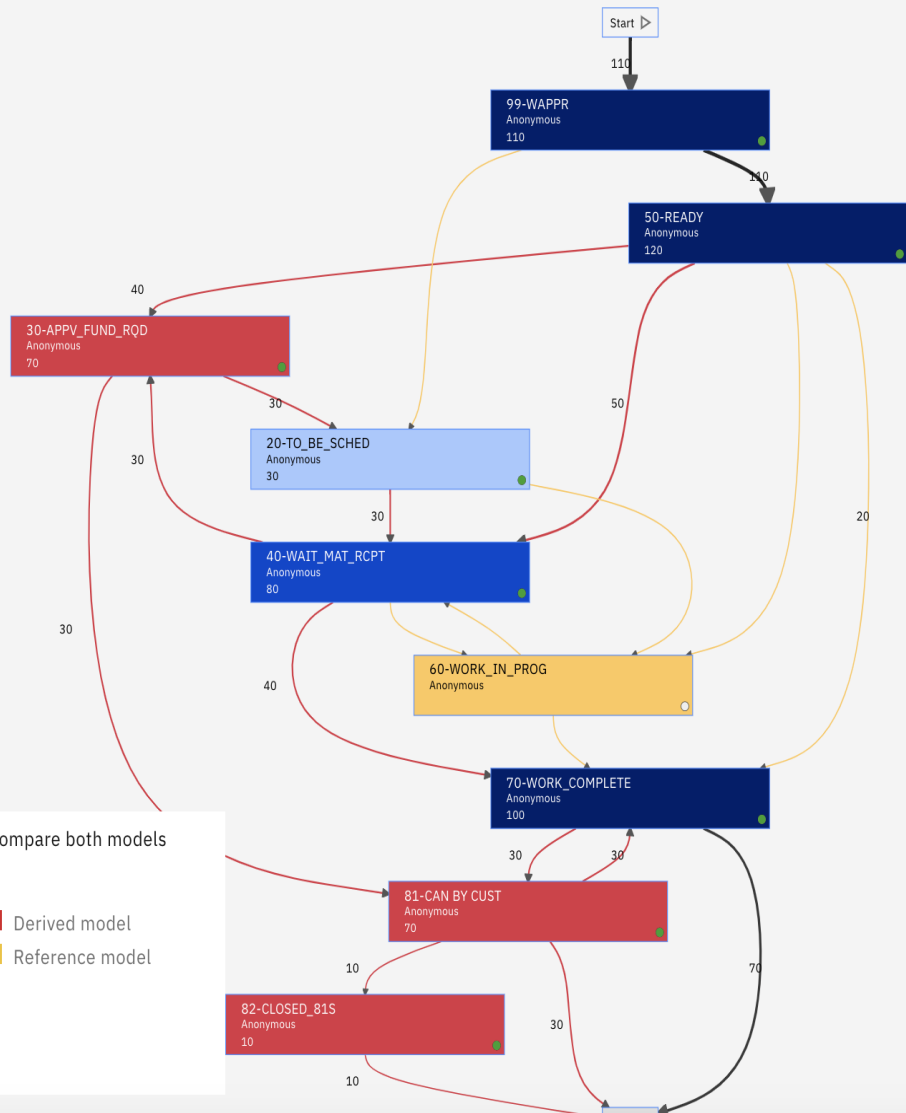 Start
110
99-WAPPR
Anonymous
110
110
50-READY
Anonymous
120
40
30-APPV_FUND_RQD
Anonymous
70
30
50
20-TO_BE_SCHED
Anonymous
30
30
30
20
40-WAIT_MAT_RCPT
Anonymous
80
30
40
60-WORK_IN_PROG
Anonymous
70-WORK_COMPLETE
Anonymous
100
ompare both models
30
30
81-CAN BY CUST
Anonymous
70
Derived model
Reference model
10
70
82-CLOSED_81S
Anonymous
10
30
10